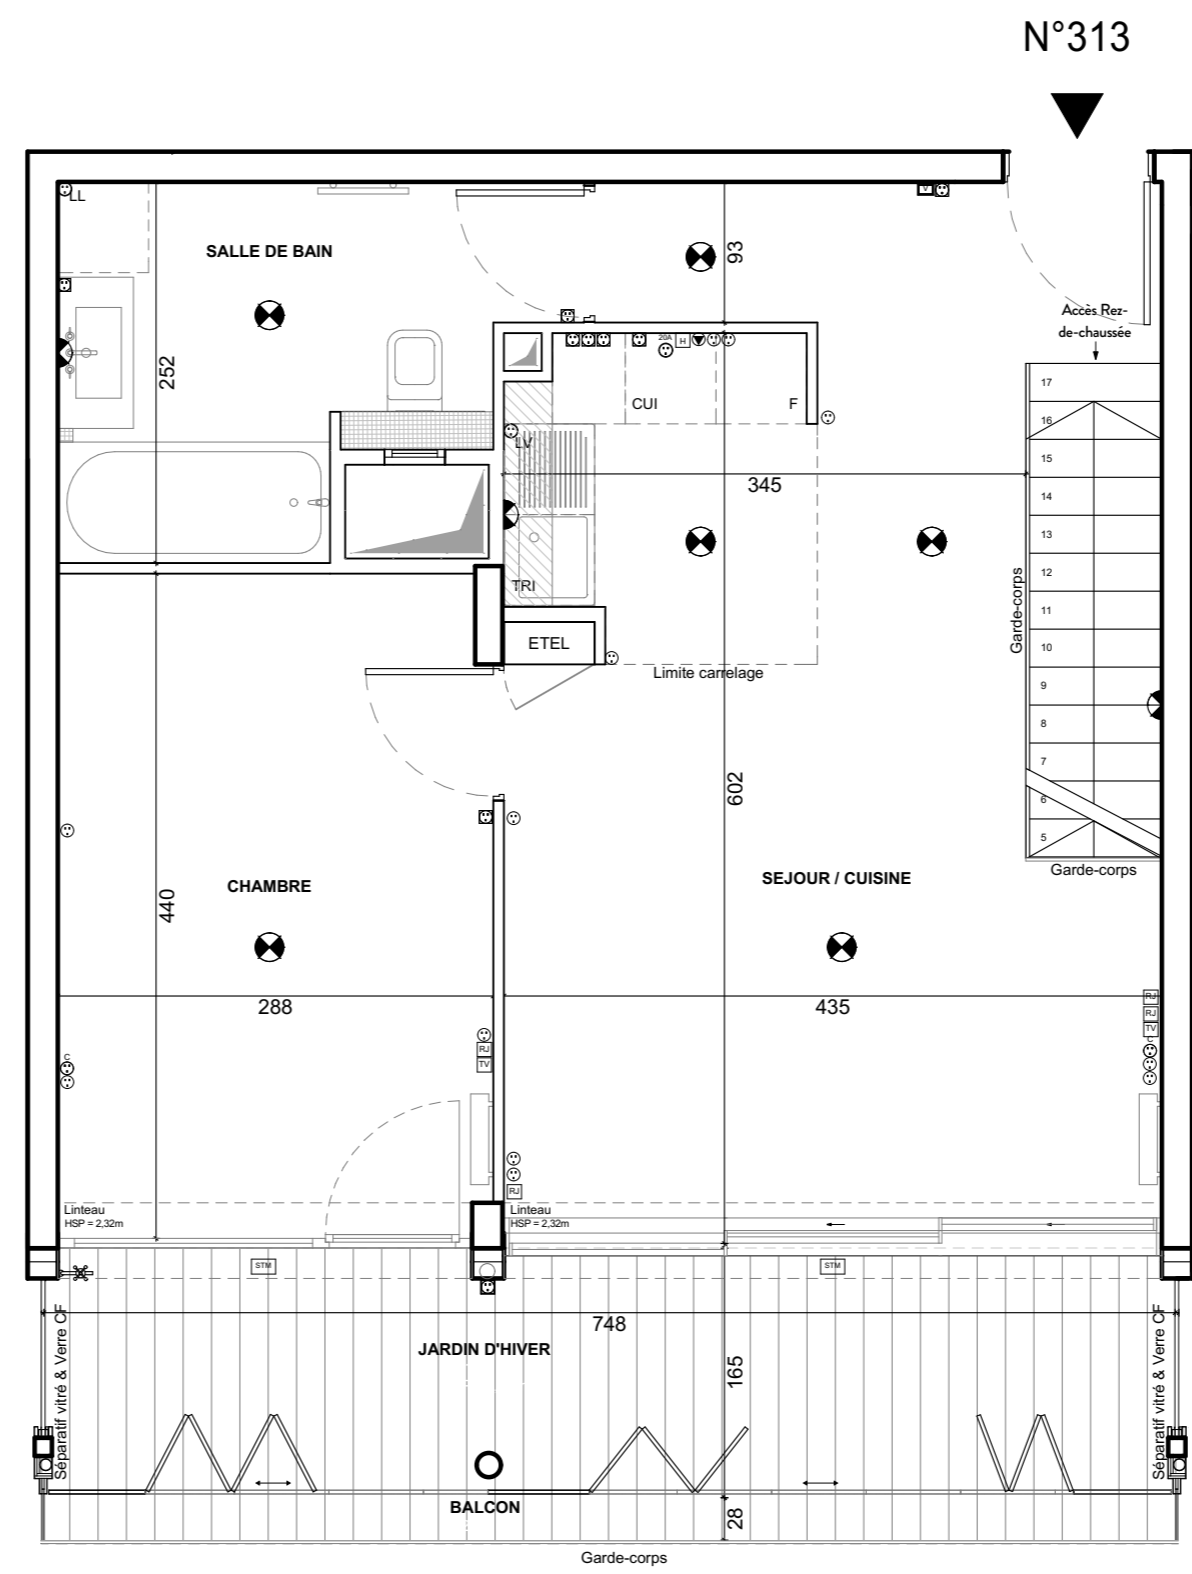 N°313
LL
V
SALLE DE BAIN
93
Accès Rez-
de-chaussée
252
20A
H
CUI
F
LV
345
17
16
15
14
13
12
11
10
9
8
7
6
5
TRI
ETEL
Limite carrelage
Garde-corps
602
Garde-corps
CHAMBRE
440
SEJOUR / CUISINE
288
435
RJ
RJ
TV
C
C
RJ
TV
RJ
Linteau
HSP = 2,32m
Linteau
HSP = 2,32m
STM
STM
748
JARDIN D'HIVER
165
Séparatif vitré & Verre CF
Séparatif vitré & Verre CF
BALCON
28
Garde-corps